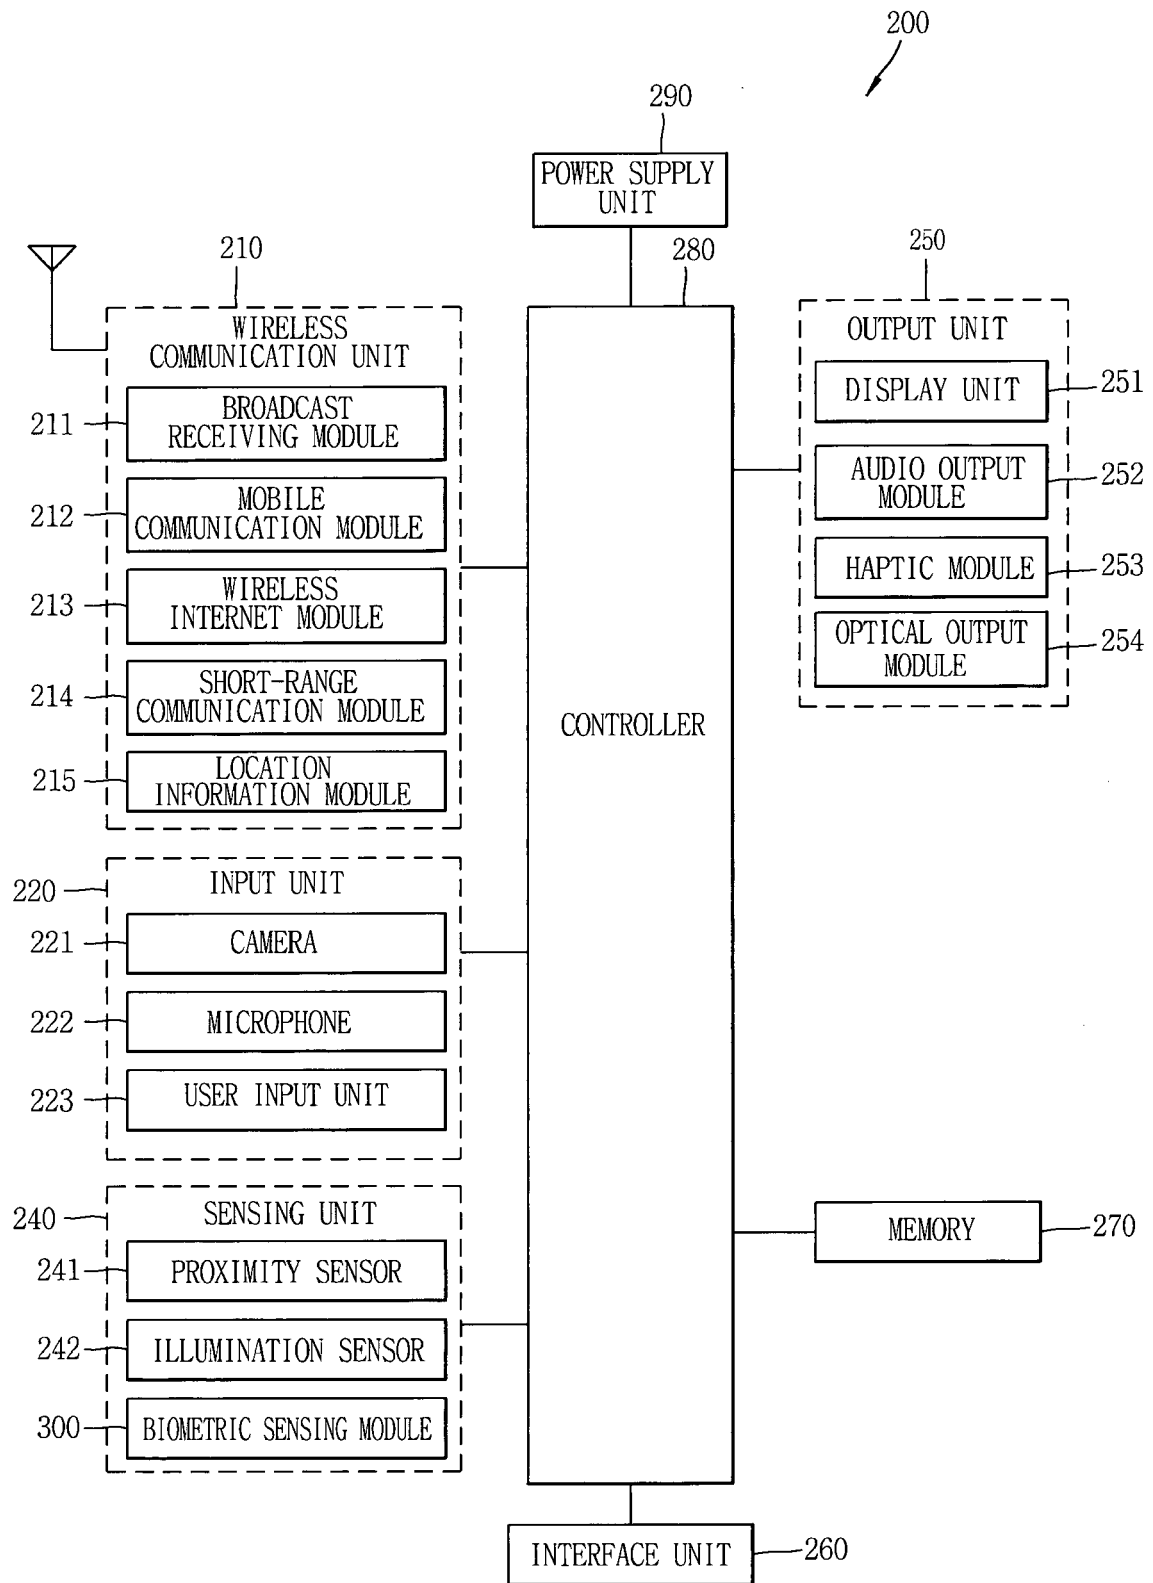 200
290
POWER SUPPLY
UNIT
210
280
250
WIRELESS
COMMUNICATION UNIT
211
BROADCAST
RECEIVING MODULE
212
MOBILE
COMMUNICATION MODULE
213
WIRELESS
INTERNET MODULE
214
SHORT-RANGE
COMMUNICATION MODULE
215
LOCATION
INFORMATION MODULE
220
INPUT UNIT
221
CAMERA
222
MICROPHONE
223
USER INPUT UNIT
240
SENSING UNIT
241
PROXIMITY SENSOR
242
ILLUMINATION SENSOR
300
BIOMETRIC SENSING MODULE
CONTROLLER
OUTPUT UNIT
DISPLAY UNIT
251
AUDIO OUTPUT
MODULE
252
HAPTIC MODULE
253
OPTICAL OUTPUT
MODULE
254
MEMORY
270
INTERFACE UNIT
260